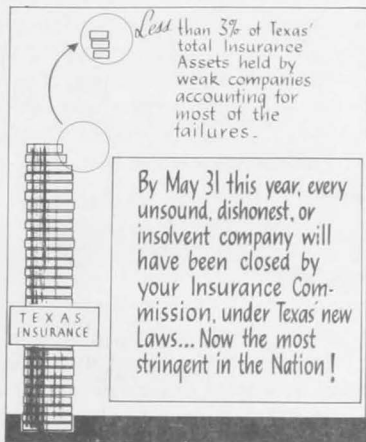 Less than 3% of Texas'
total Insurance
Assets held by
weak companies
accounting for
most of the
failures.
By May 31 this year, every
unsound, dishonest, or
insolvent company will
have been closed by
your Insurance Com-
mission, under Texas' new
Laws... Now the most
stringent in the Nation!
TEXAS
INSURANCE